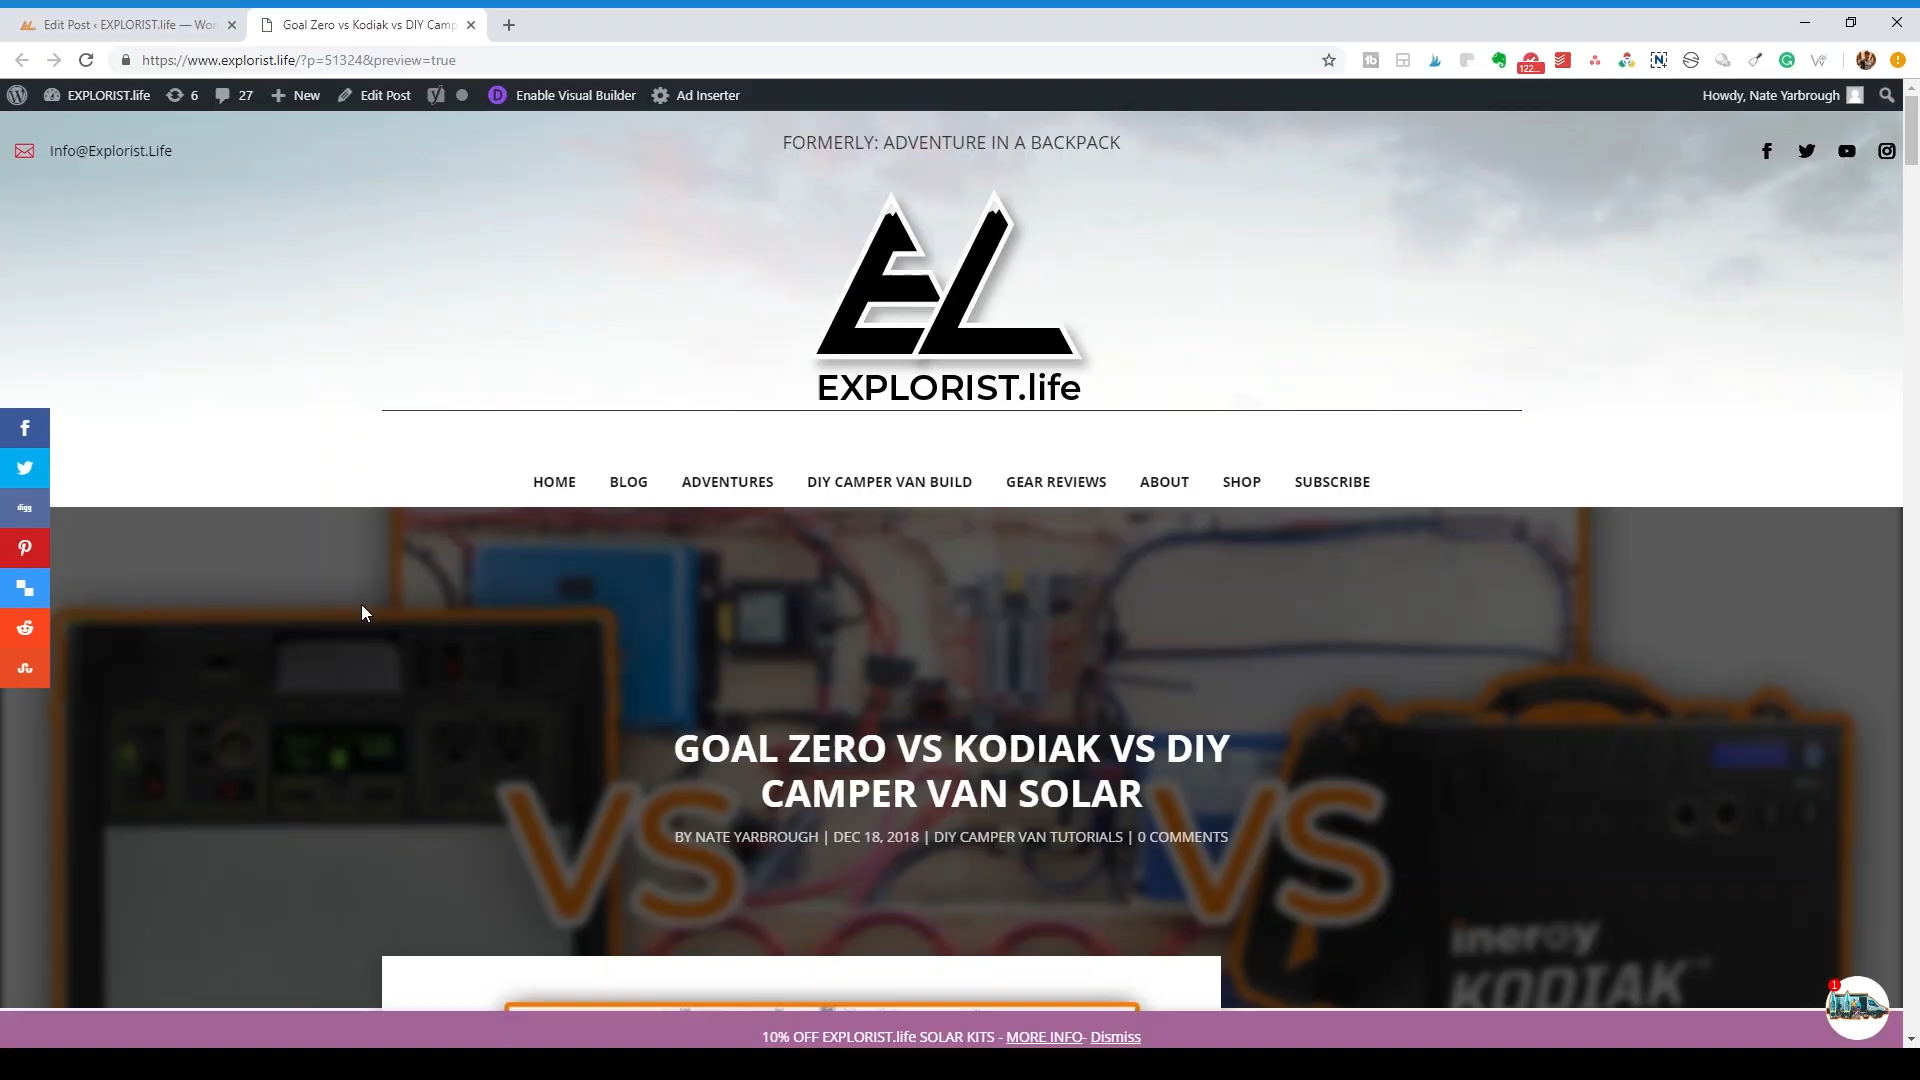 Edit Post ‹ EXPLORIST.life — Wor
Goal Zero vs Kodiak vs DIY Camp
https://www.explorist.life/?p=51324&preview=true
122...
EXPLORIST.life
6
27
New
Edit Post
D
Enable Visual Builder
Ad Inserter
Howdy, Nate Yarbrough
Info@Explorist.Life
FORMERLY: ADVENTURE IN A BACKPACK
EL
EXPLORIST.life
HOME BLOG ADVENTURES DIY CAMPER VAN BUILD GEAR REVIEWS ABOUT SHOP SUBSCRIBE
digg
GOAL ZERO VS KODIAK VS DIY
CAMPER VAN SOLAR
BY NATE YARBROUGH | DEC 18, 2018 | DIY CAMPER VAN TUTORIALS | 0 COMMENTS
VS
VS
inergy
KODIAK
1
10% OFF EXPLORIST.life SOLAR KITS - MORE INFO- Dismiss